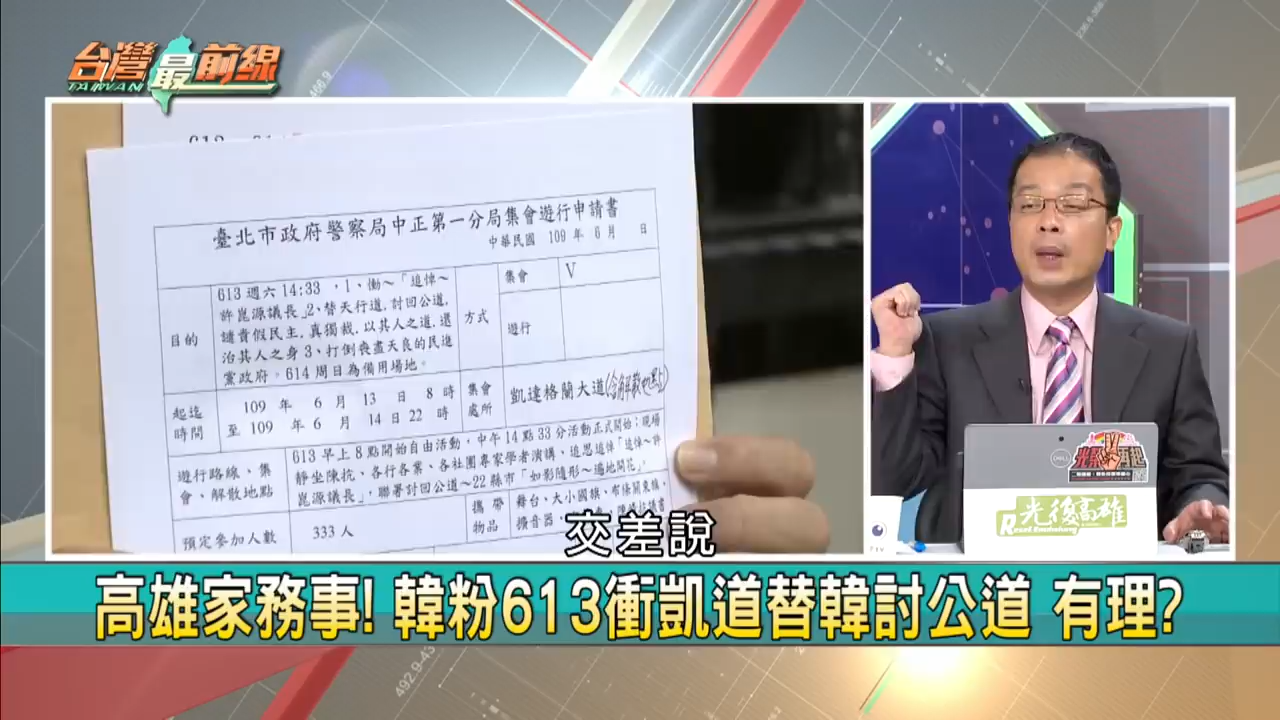 台灣最前線
TAIWAN
臺北市政府警察局中正第一分局集會遊行申請書
中華民國 109 年 6 月 日
目的
613週六14:33 ,1、慟~「追悼~
許崑源議長」2、替天行道,討回公道,
譴責假民主,真獨裁,以其人之道,還
治其人之身 3、打倒喪盡天良的民進
黨政府。614周日為備用場地。
方式
集會
V
遊行
起迄
時間
109 年 6 月 13 日 8 時
至 109 年 6 月 14日22 時
集會
處所
凱達格蘭大道
遊行路線、集
會、解散地點
613 早上8點開始自由活動,中午14點33分活動正式開始:現場
靜坐陳抗、各行各業、各社團專家學者演講、追思追悼「追悼~許
崑源議長」,聯署討回公道~22縣市「如影隨形~遍地開花」
預定參加人數
333 人
攜帶
物品
舞台、大小國旗、布條
擴音器
DELL
光復高雄
交差說
高雄家務事! 韓粉613衝凱道替韓討公道 有理?